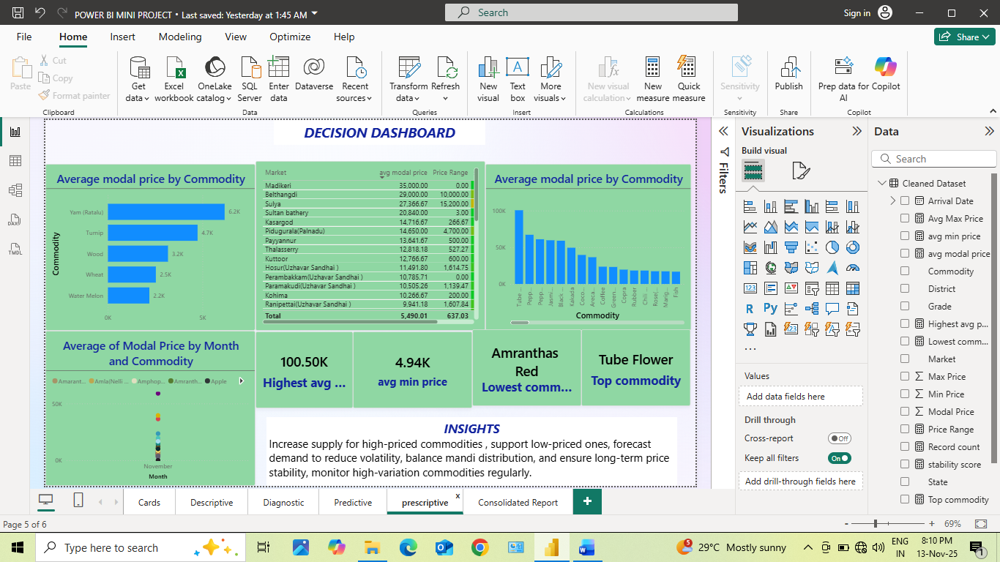 POWER BI MINI PROJECT • Last saved: Yesterday at 1:45 AM
Search
Sign in
File
Home
Insert
Modeling
View
Optimize
Help
Share
Paste
Cut
Copy
Format painter
Clipboard
Get data
Excel workbook
OneLake catalog
SQL Server
Enter data
Dataverse
Recent sources
Data
Transform data
Refresh
Queries
New visual
Text box
More visuals
Insert
New visual calculation
New measure
Quick measure
Calculations
Sensitivity
Sensitivity
Publish
Share
Prep data for AI
Copilot
Copilot
DECISION DASHBOARD
Average modal price by Commodity
Commodity
Yam (Ratalu) 6.2K
Turnip 4.7K
Wood 3.2K
Wheat 2.5K
Water Melon 2.2K
0K 5K
Market avg modal price Price Range
Madikeri 35,000.00 0.00
Belthangdi 29,000.00 10,000.00
Sulya 27,366.67 15,200.00
Sultan bathery 20,840.00 3.00
Kasargod 14,716.67 266.67
Pidugurala(Palnadu) 14,650.00 4,700.00
Payyannur 13,641.67 500.00
Thalasserry 12,818.18 527.27
Kuttoor 12,766.67 600.00
Hosur(Uzhavar Sandhai ) 11,491.80 1,614.75
Perambakkam(Uzhavar Sandhai ) 10,785.71 0.00
Paramakudi(Uzhavar Sandhai ) 10,505.26 1,139.47
Kohima 10,266.67 200.00
Ranipettai(Uzhavar Sandhai ) 9,941.18 1,607.84
Total 5,490.01 637.03
Average modal price by Commodity
100K
50K
0K
Tube ...
Pepp...
Pepp...
Jasmi...
Black ...
Kakada
Coco...
Areca...
Coffee
Green...
Copra
Rubber
Chili ...
Rose(...
Marig...
Fish
Commodity
Average of Modal Price by Month
and Commodity
Amarant... Amla(Nelli ... Amphop... Amranth... Apple
50K
0K
November
Month
100.50K
Highest avg ...
4.94K
avg min price
Amranthas
Red
Lowest comm...
Tube Flower
Top commodity
INSIGHTS
Increase supply for high-priced commodities , support low-priced ones, forecast
demand to reduce volatility, balance mandi distribution, and ensure long-term price
stability, monitor high-variation commodities regularly.
Filters
Visualizations
Build visual
Values
Add data fields here
Drill through
Cross-report Off
Keep all filters On
Add drill-through fields here
Data
Search
Cleaned Dataset
Arrival Date
Avg Max Price
avg min price
avg modal price
Commodity
District
Grade
Highest avg p...
Lowest comm...
Market
Max Price
Min Price
Modal Price
Price Range
Record count
stability score
State
Top commodity
Cards
Descriptive
Diagnostic
Predictive
prescriptive
x
Consolidated Report
+
Page 5 of 6
- + 69%
Type here to search
5
29°C Mostly sunny
ENG
IN
8:10 PM
13-Nov-25
1